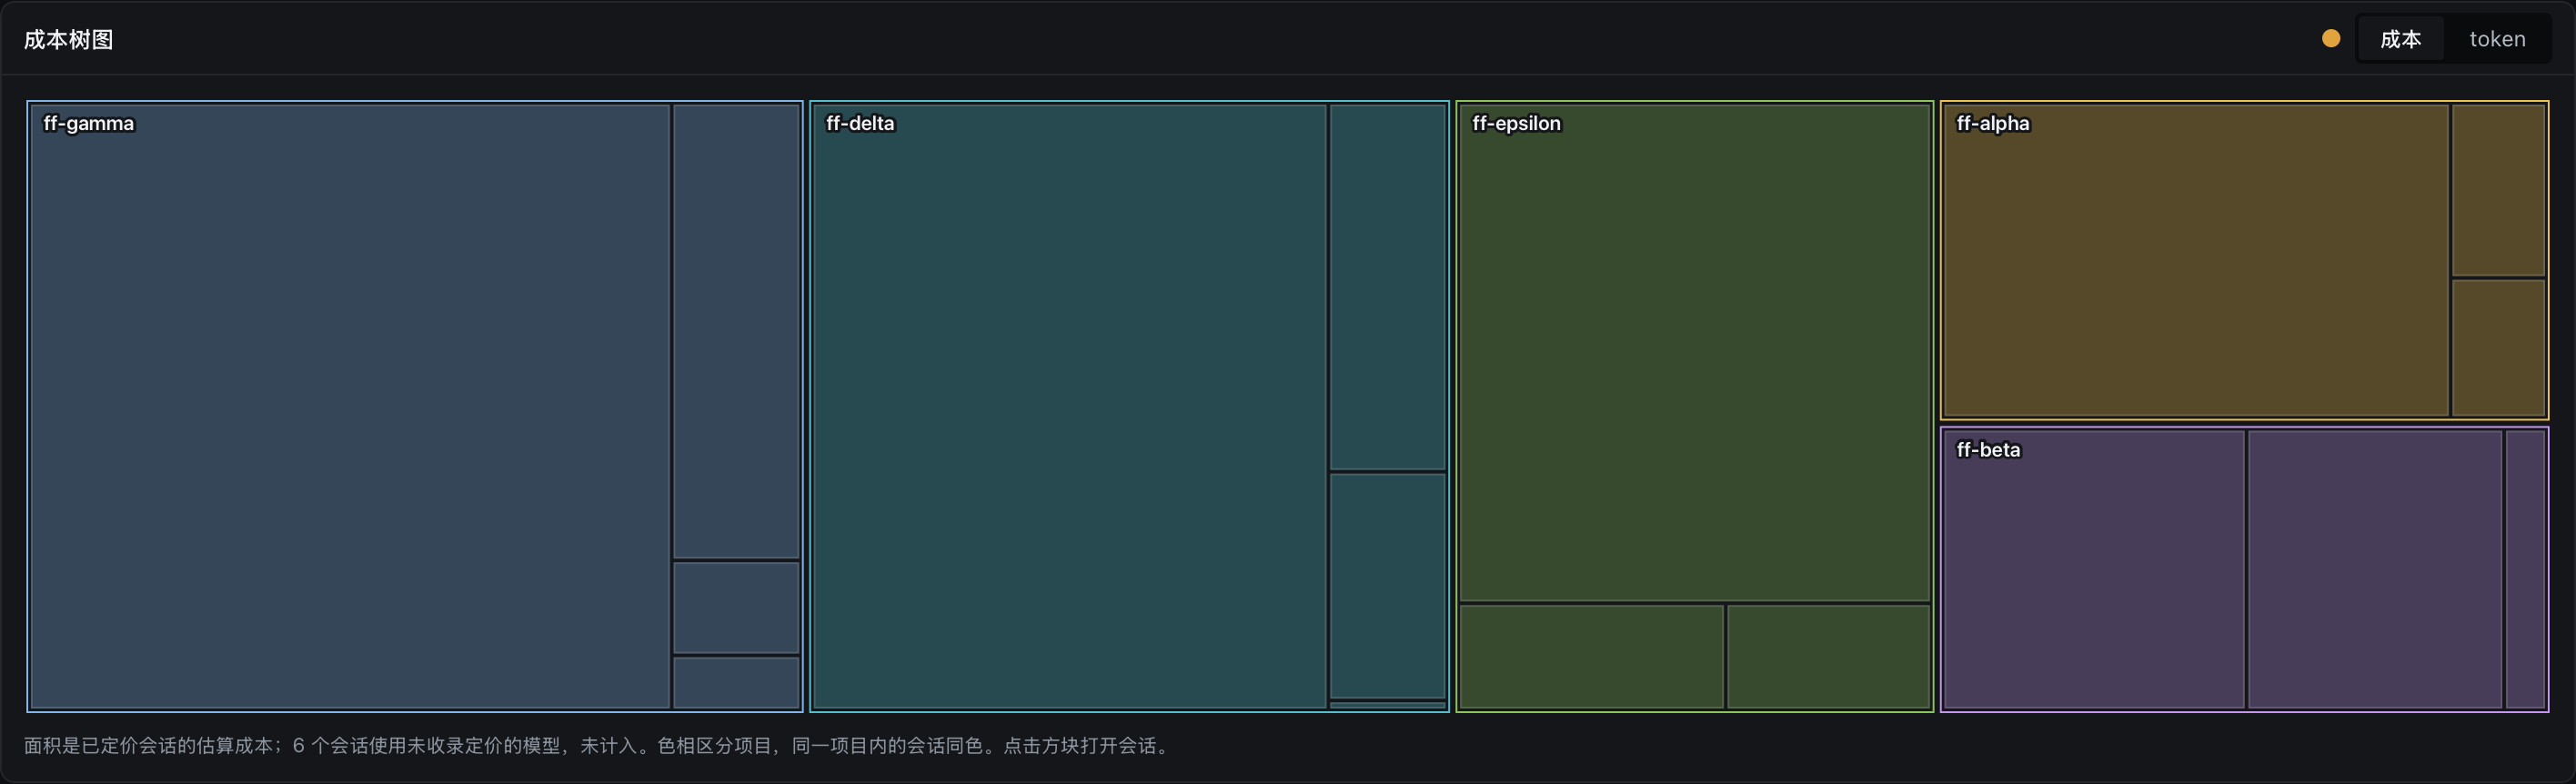 成本树图
成本 token
ff-gamma
ff-delta
ff-epsilon
ff-alpha
ff-beta
面积是已定价会话的估算成本；6 个会话使用未收录定价的模型，未计入。色相区分项目，同一项目内的会话同色。点击方块打开会话。